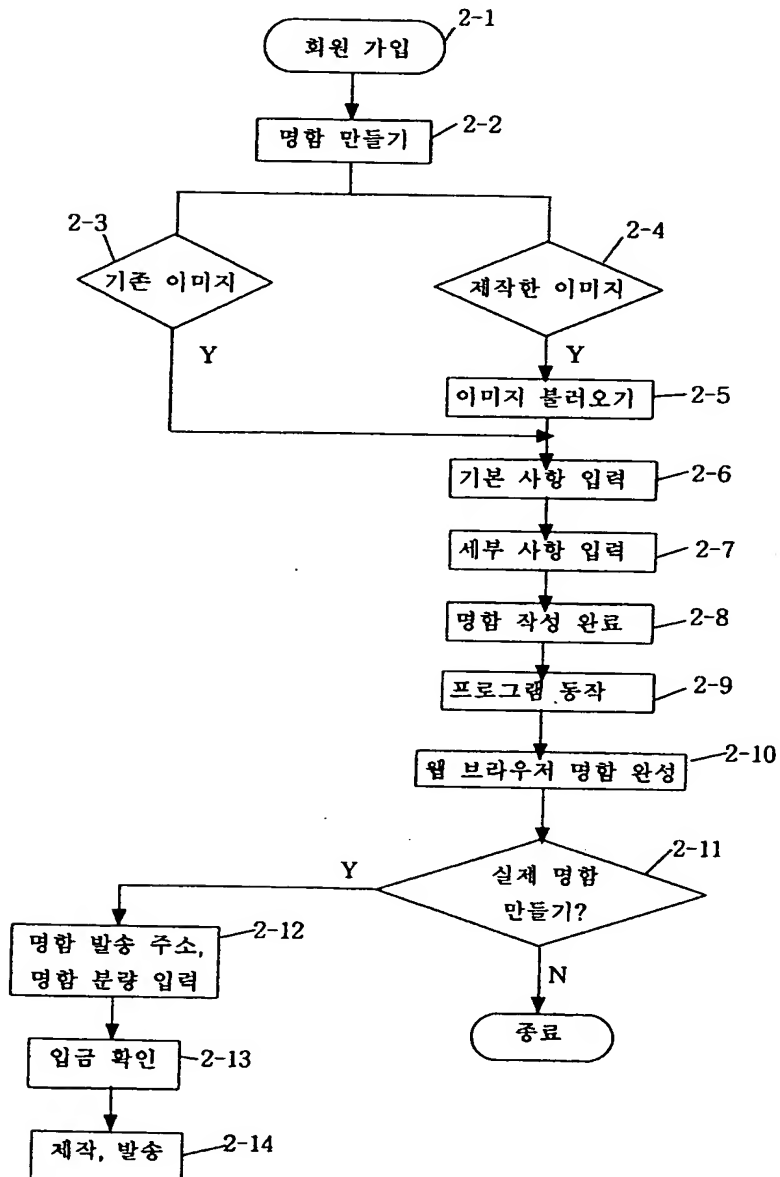 2-1
회원 가입
2-2
명함 만들기
2-3
2-4
기존 이미지
제작한 이미지
Y
Y
이미지 불러오기
2-5
기본 사항 입력
2-6
세부 사항 입력
2-7
명함 작성 완료
2-8
프로그램 동작
2-9
웹 브라우저 명함 완성
2-10
2-11
실제 명함
만들기?
Y
N
종료
명함 발송 주소,
명함 분량 입력
2-12
입금 확인
2-13
제작, 발송
2-14